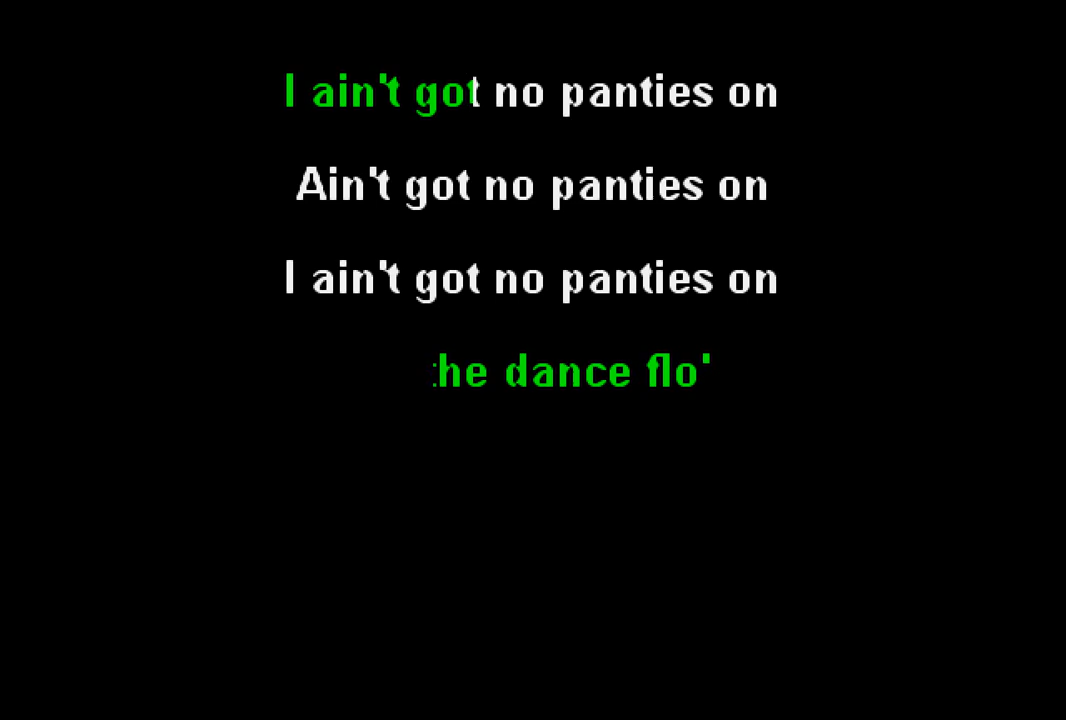 I ain't got no panties on
Ain't got no panties on
I ain't got no panties on
he dance flo'